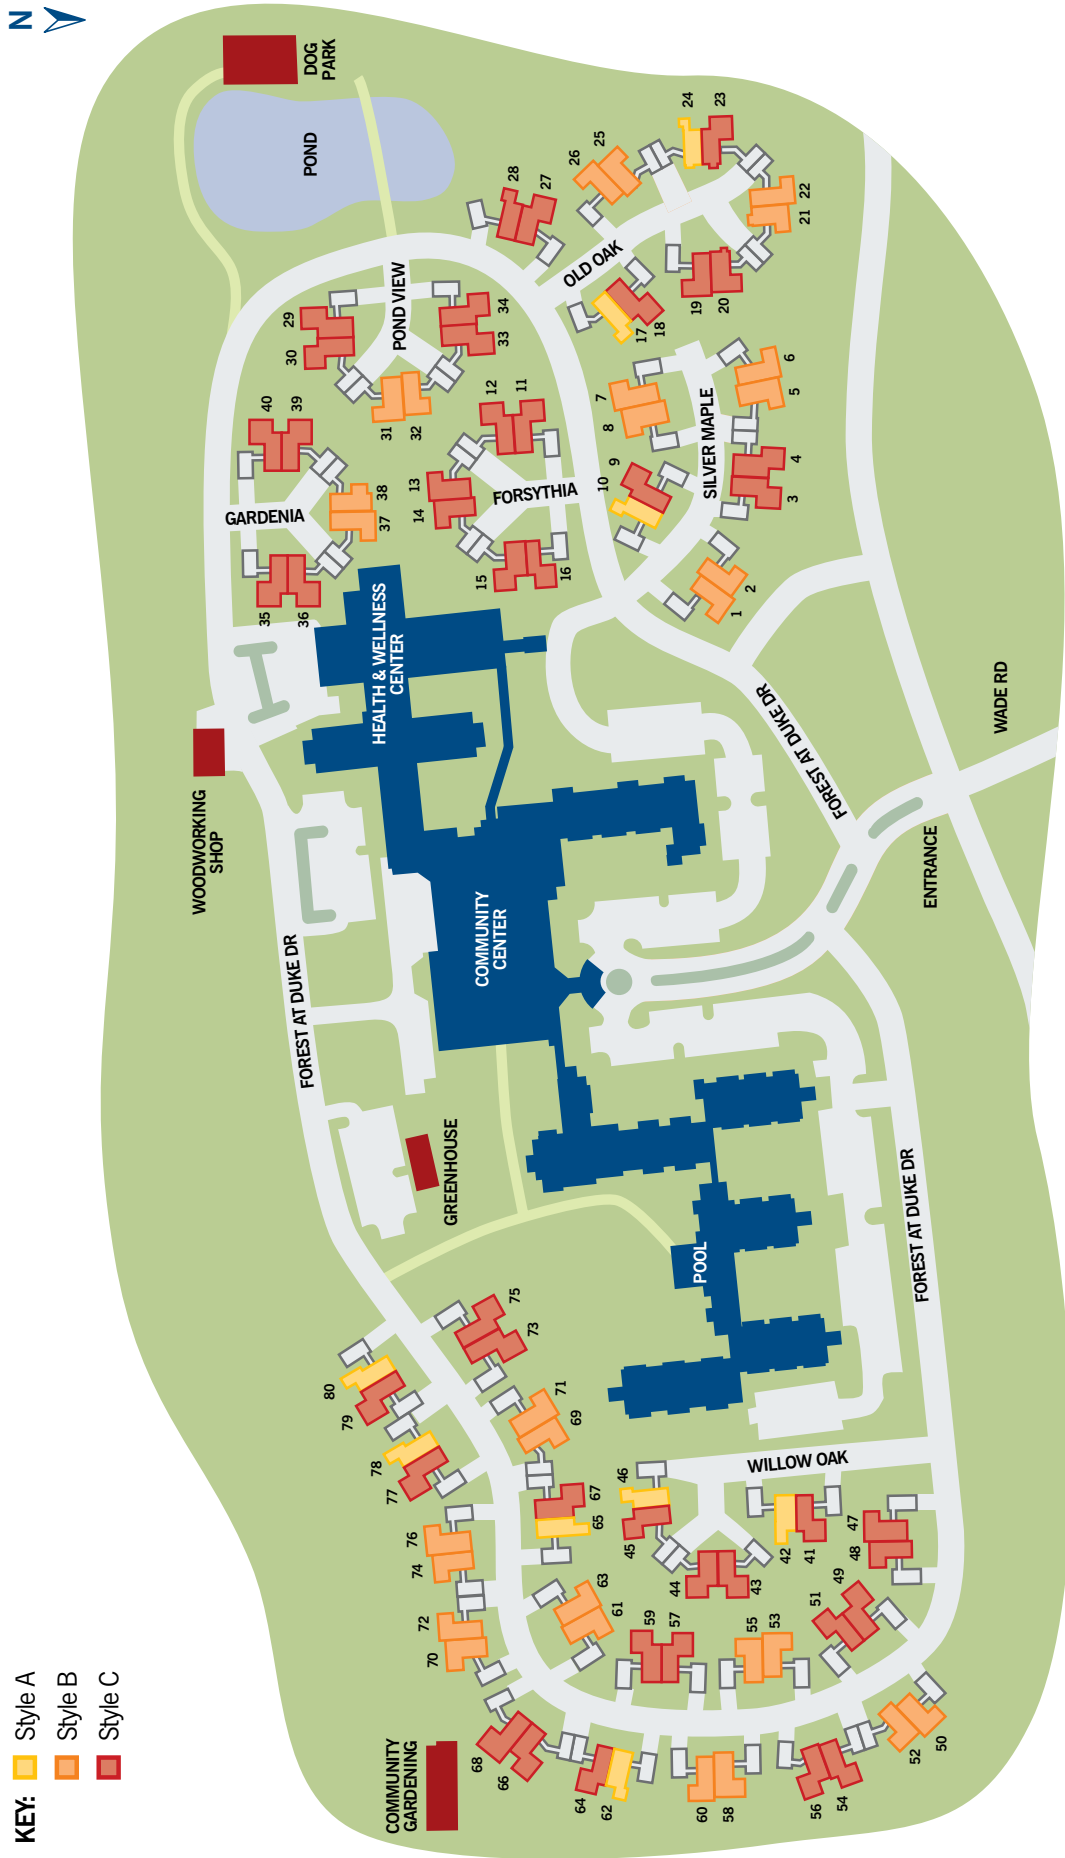 N
KEY:
Style A
Style B
Style C
DOG
PARK
POND
POND VIEW
GARDENIA
FORSYTHIA
OLD OAK
SILVER MAPLE
WILLOW OAK
HEALTH & WELLNESS
CENTER
COMMUNITY
CENTER
WOODWORKING
SHOP
GREENHOUSE
POOL
COMMUNITY
GARDENING
FOREST AT DUKE DR
FOREST AT DUKE DR
FOREST AT DUKE DR
ENTRANCE
WADE RD
1
2
3
4
5
6
7
8
9
10
11
12
13
14
15
16
17
18
19
20
21
22
23
24
25
26
27
28
29
30
31
32
33
34
35
36
37
38
39
40
41
42
43
44
45
46
47
48
49
50
51
52
53
54
55
56
57
58
59
60
61
62
63
64
65
66
67
68
69
70
71
72
73
74
75
76
77
78
79
80